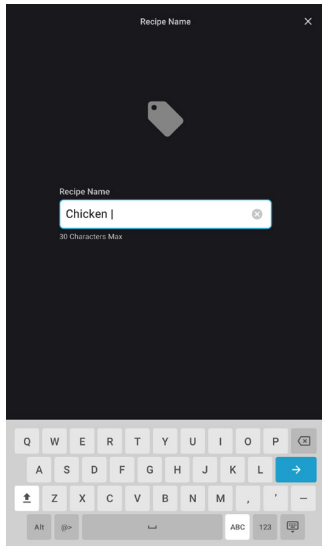 Recipe Name
Recipe Name
Chicken
30 Characters Max
Q W E R T Y U I O P
A S D F G H J K L
Z X C V B N M , ' –
Alt @> ABC 123